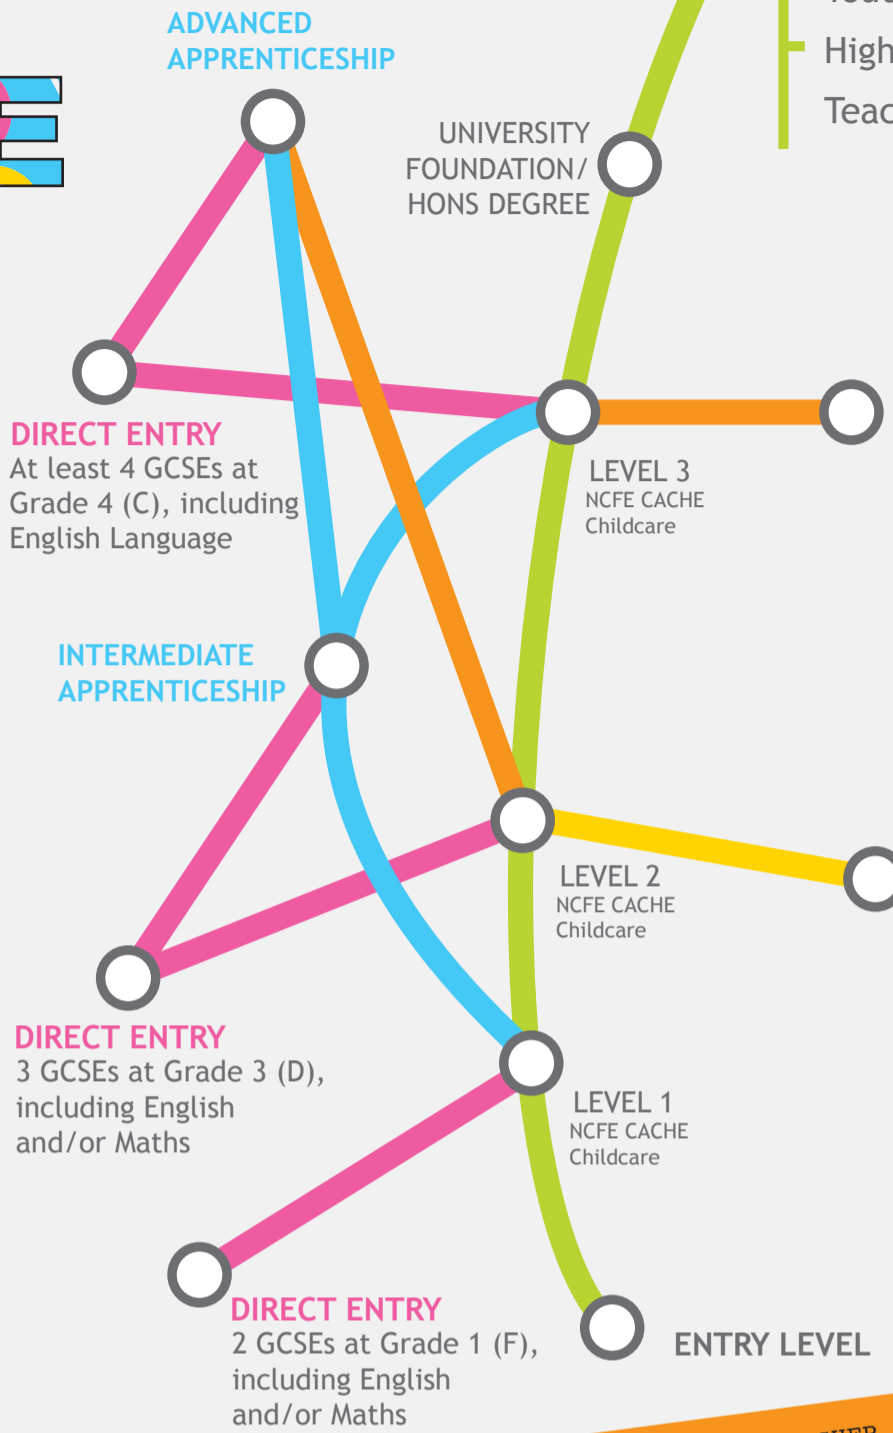 ADVANCED
APPRENTICESHIP
High
UNIVERSITY
FOUNDATION/
HONS DEGREE
DIRECT ENTRY
At least 4 GCSEs at
Grade 4 (C), including
English Language
LEVEL 3
NCFE CACHE
Childcare
INTERMEDIATE
APPRENTICESHIP
LEVEL 2
NCFE CACHE
Childcare
DIRECT ENTRY
3 GCSEs at Grade 3 (D),
including English
and/or Maths
LEVEL 1
NCFE CACHE
Childcare
DIRECT ENTRY
2 GCSEs at Grade 1 (F),
including English
and/or Maths
ENTRY LEVEL